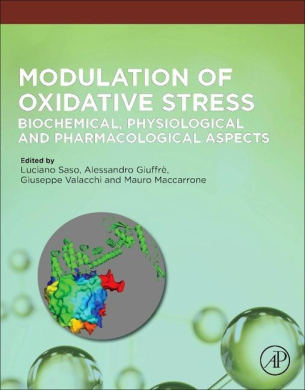 MODULATION OF
OXIDATIVE STRESS
BIOCHEMICAL, PHYSIOLOGICAL
AND PHARMACOLOGICAL ASPECTS
Edited by
Luciano Saso, Alessandro Giuffrè,
Giuseppe Valacchi and Mauro Maccarrone
AP